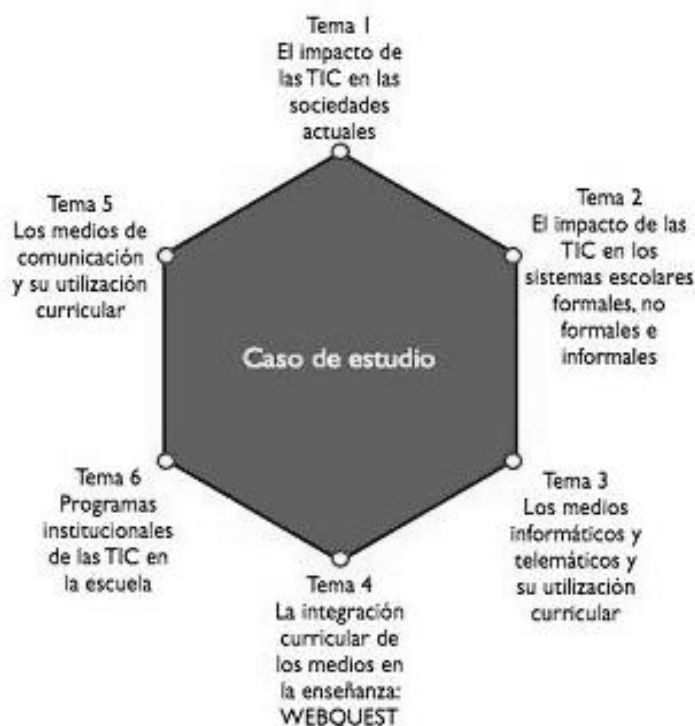 Tema 1
El impacto de
las TIC en las
sociedades
actuales
Tema 2
El impacto de las
TIC en los
sistemas escolares
formales, no
formales e
informales
Tema 5
Los medios de
comunicación
y su utilización
curricular
Caso de estudio
Tema 6
Programas
institucionales
de las TIC en
la escuela
Tema 3
Los medios
informáticos y
telemáticos y
su utilización
curricular
Tema 4
La integración
curricular de
los medios en
la enseñanza:
WEBQUEST